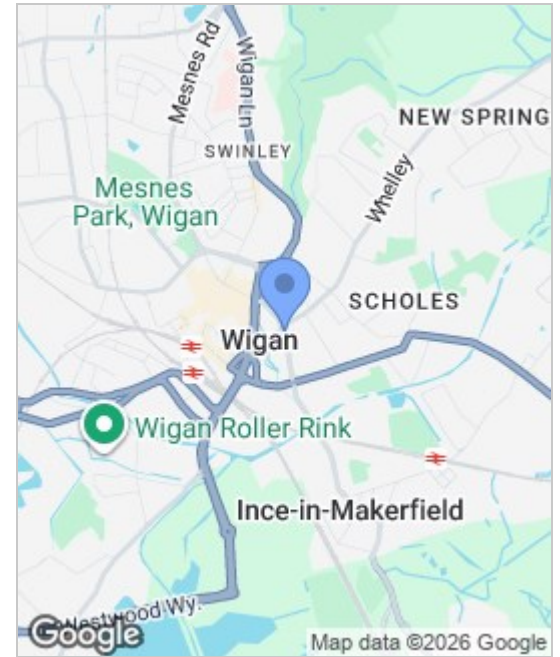 Mesnes Rd
Wigan Ln
NEW SPRING
SWINLEY
Whelley
Mesnes
Park, Wigan
SCHOLES
Wigan
Wigan Roller Rink
Ince-in-Makerfield
Westwood Wy.
Google
Map data ©2026 Google